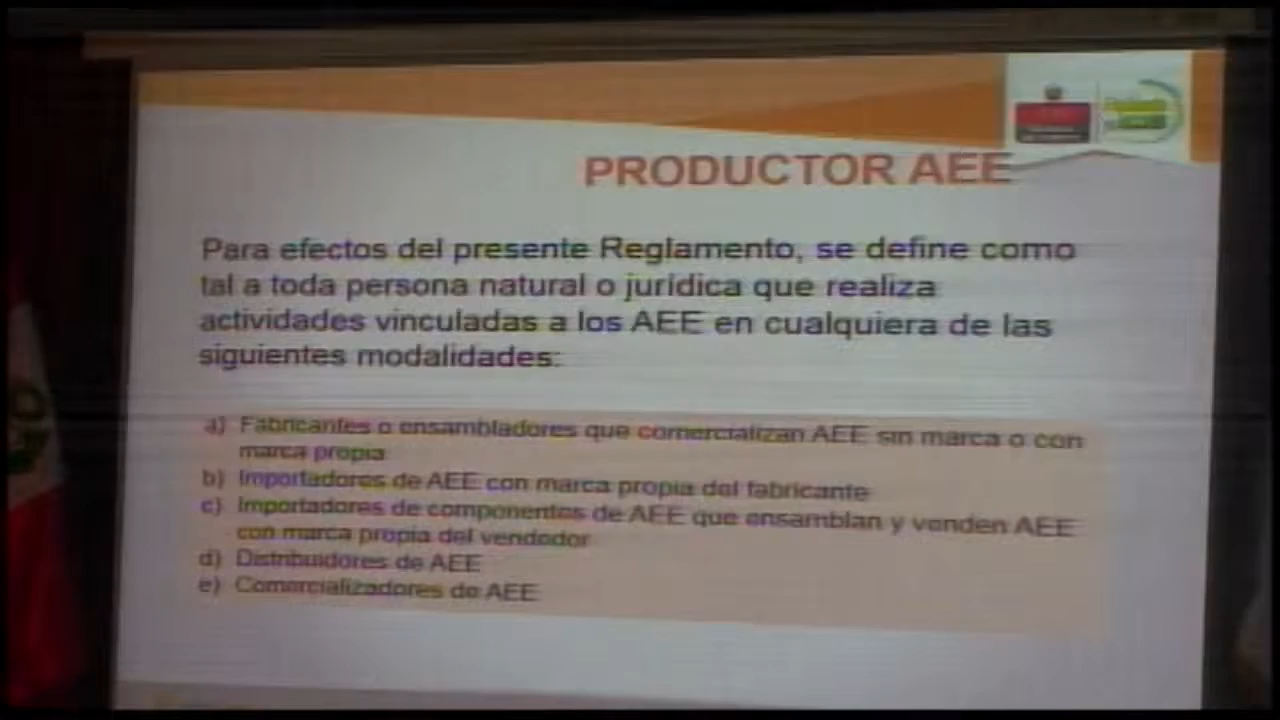 PRODUCTOR AEE
Para efectos del presente Reglamento, se define como
tal a toda persona natural o jurídica que realiza
actividades vinculadas a los AEE en cualquiera de las
siguientes modalidades:
a) Fabricantes o ensambladores que comercializan AEE sin marca o con
marca propia
b) Importadores de AEE con marca propia del fabricante
c) Importadores de componentes de AEE que ensamblan y venden AEE
con marca propia del vendedor
d) Distribuidores de AEE
e) Comercializadores de AEE